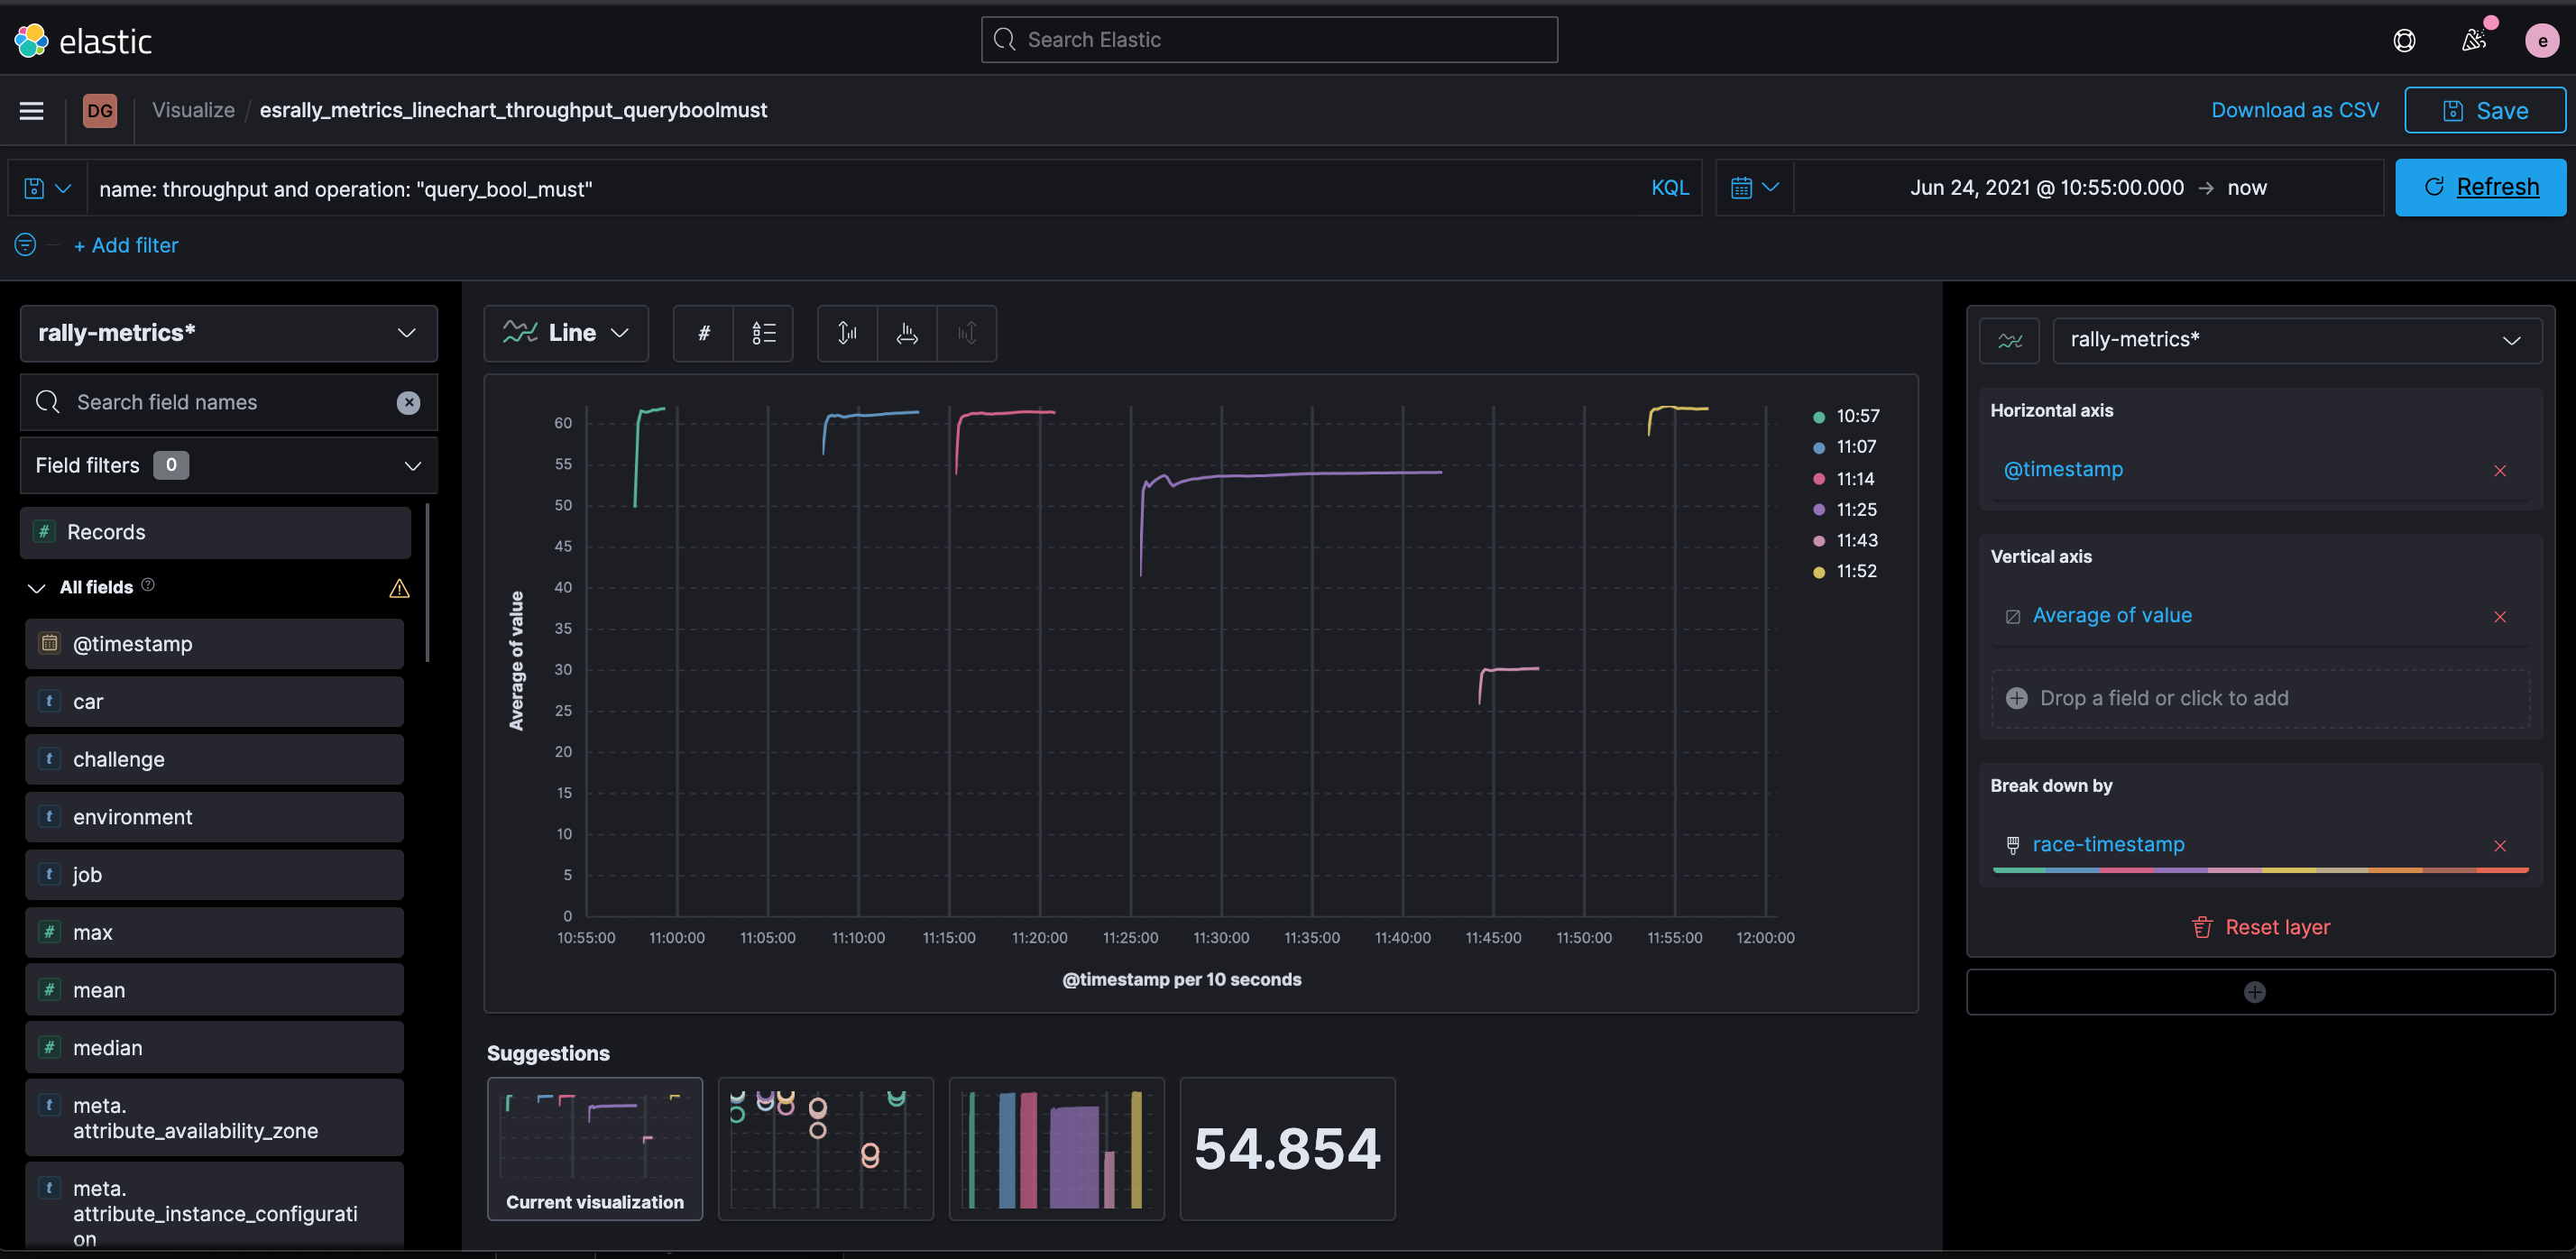 elastic
Search Elastic
e
DG
Visualize / esrally_metrics_linechart_throughput_queryboolmust
Download as CSV
Save
name: throughput and operation: "query_bool_must"
KQL
Jun 24, 2021 @ 10:55:00.000 → now
Refresh
+ Add filter
rally-metrics*
Search field names
Field filters 0
# Records
All fields
@timestamp
t car
t challenge
t environment
t job
# max
# mean
# median
t meta.
attribute_availability_zone
t meta.
attribute_instance_configurati
on
Line
#
60
55
50
45
40
35
30
25
20
15
10
5
0
Average of value
10:55:00 11:00:00 11:05:00 11:10:00 11:15:00 11:20:00 11:25:00 11:30:00 11:35:00 11:40:00 11:45:00 11:50:00 11:55:00 12:00:00
@timestamp per 10 seconds
10:57
11:07
11:14
11:25
11:43
11:52
Suggestions
Current visualization
54.854
rally-metrics*
Horizontal axis
@timestamp
Vertical axis
Average of value
Drop a field or click to add
Break down by
race-timestamp
Reset layer